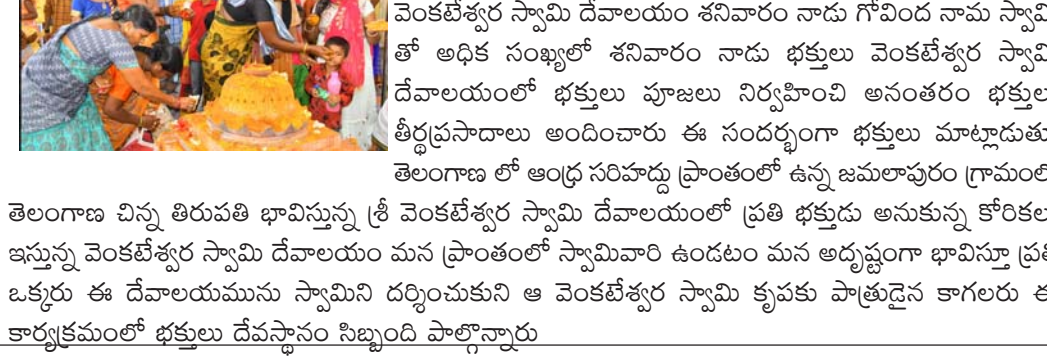 వెంకటేశ్వర స్వామి దేవాలయం శనివారం నాడు గోవింద నామ స్వామి
తో అధిక సంఖ్యలో శనివారం నాడు భక్తులు వెంకటేశ్వర స్వామి
దేవాలయంలో భక్తులు పూజలు నిర్వహించి అనంతరం భక్తుల
తీర్థప్రసాదాలు అందించారు ఈ సందర్భంగా భక్తులు మాట్లాడుతు
తెలంగాణ లో ఆంధ్ర సరిహద్దు ప్రాంతంలో ఉన్న జమలాపురం గ్రామంల
తెలంగాణ చిన్న తిరుపతి భావిస్తున్న శ్రీ వెంకటేశ్వర స్వామి దేవాలయంలో ప్రతి భక్తుడు అనుకున్న కోరికల
ఇస్తున్న వెంకటేశ్వర స్వామి దేవాలయం మన ప్రాంతంలో స్వామివారి ఉండటం మన అదృష్టంగా భావిస్తూ ప్రతి
ఒక్కరు ఈ దేవాలయమును స్వామిని దర్శించుకుని ఆ వెంకటేశ్వర స్వామి కృపకు పాత్రుడైన కాగలరు ఈ
కార్యక్రమంలో భక్తులు దేవస్థానం సిబ్బంది పాల్గొన్నారు